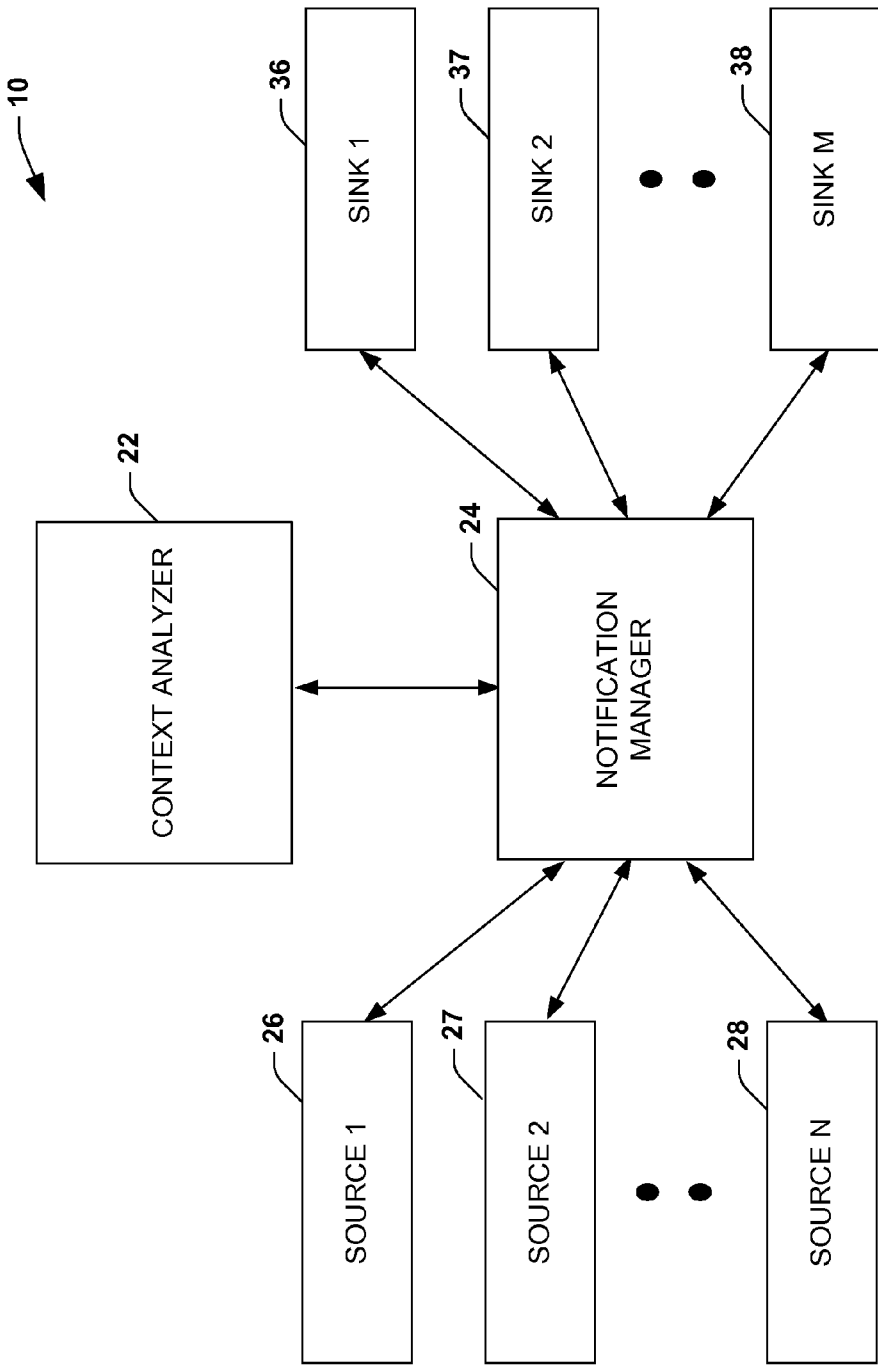 10
22
CONTEXT ANALYZER
24
NOTIFICATION
MANAGER
26
SOURCE 1
27
SOURCE 2
28
SOURCE N
36
SINK 1
37
SINK 2
38
SINK M